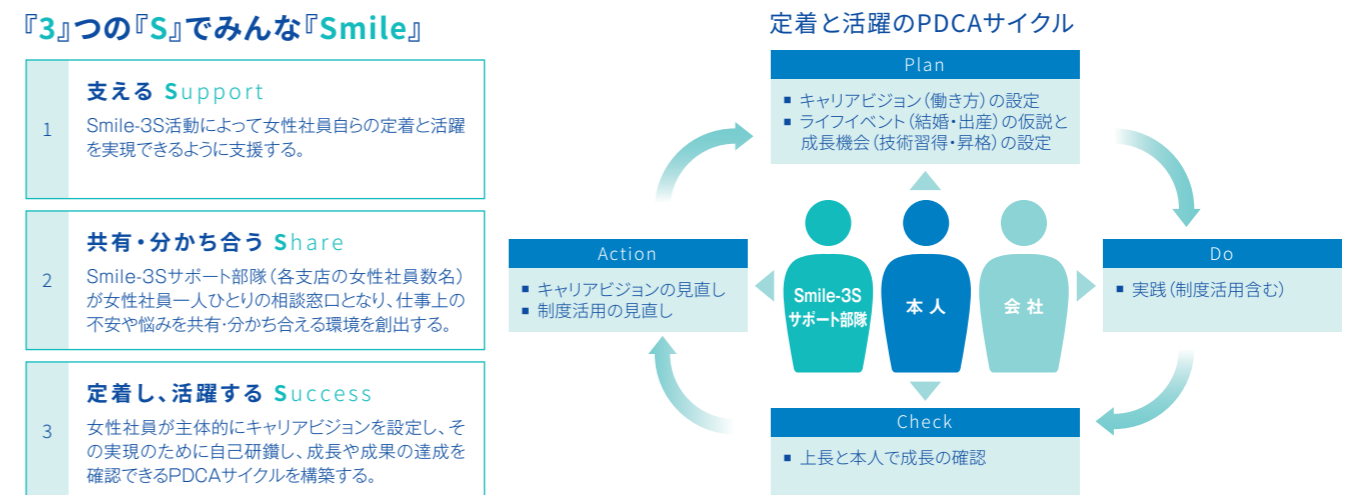 『3』つの『S』でみんな『Smile』
1
支える Support
Smile-3S活動によって女性社員自らの定着と活躍
を実現できるように支援する。
2
共有・分かち合う Share
Smile-3Sサポート部隊（各支店の女性社員数名）
が女性社員一人ひとりの相談窓口となり、仕事上の
不安や悩みを共有・分かち合える環境を創出する。
3
定着し、活躍する Success
女性社員が主体的にキャリアビジョンを設定し、そ
の実現のために自己研鑽し、成長や成果の達成を
確認できるPDCAサイクルを構築する。
定着と活躍のPDCAサイクル
Plan
■ キャリアビジョン（働き方）の設定
■ ライフイベント（結婚・出産）の仮説と
成長機会（技術習得・昇格）の設定
Action
■ キャリアビジョンの見直し
■ 制度活用の見直し
Smile-3S
サポート部隊
本人
会社
Do
■ 実践（制度活用含む）
Check
■ 上長と本人で成長の確認